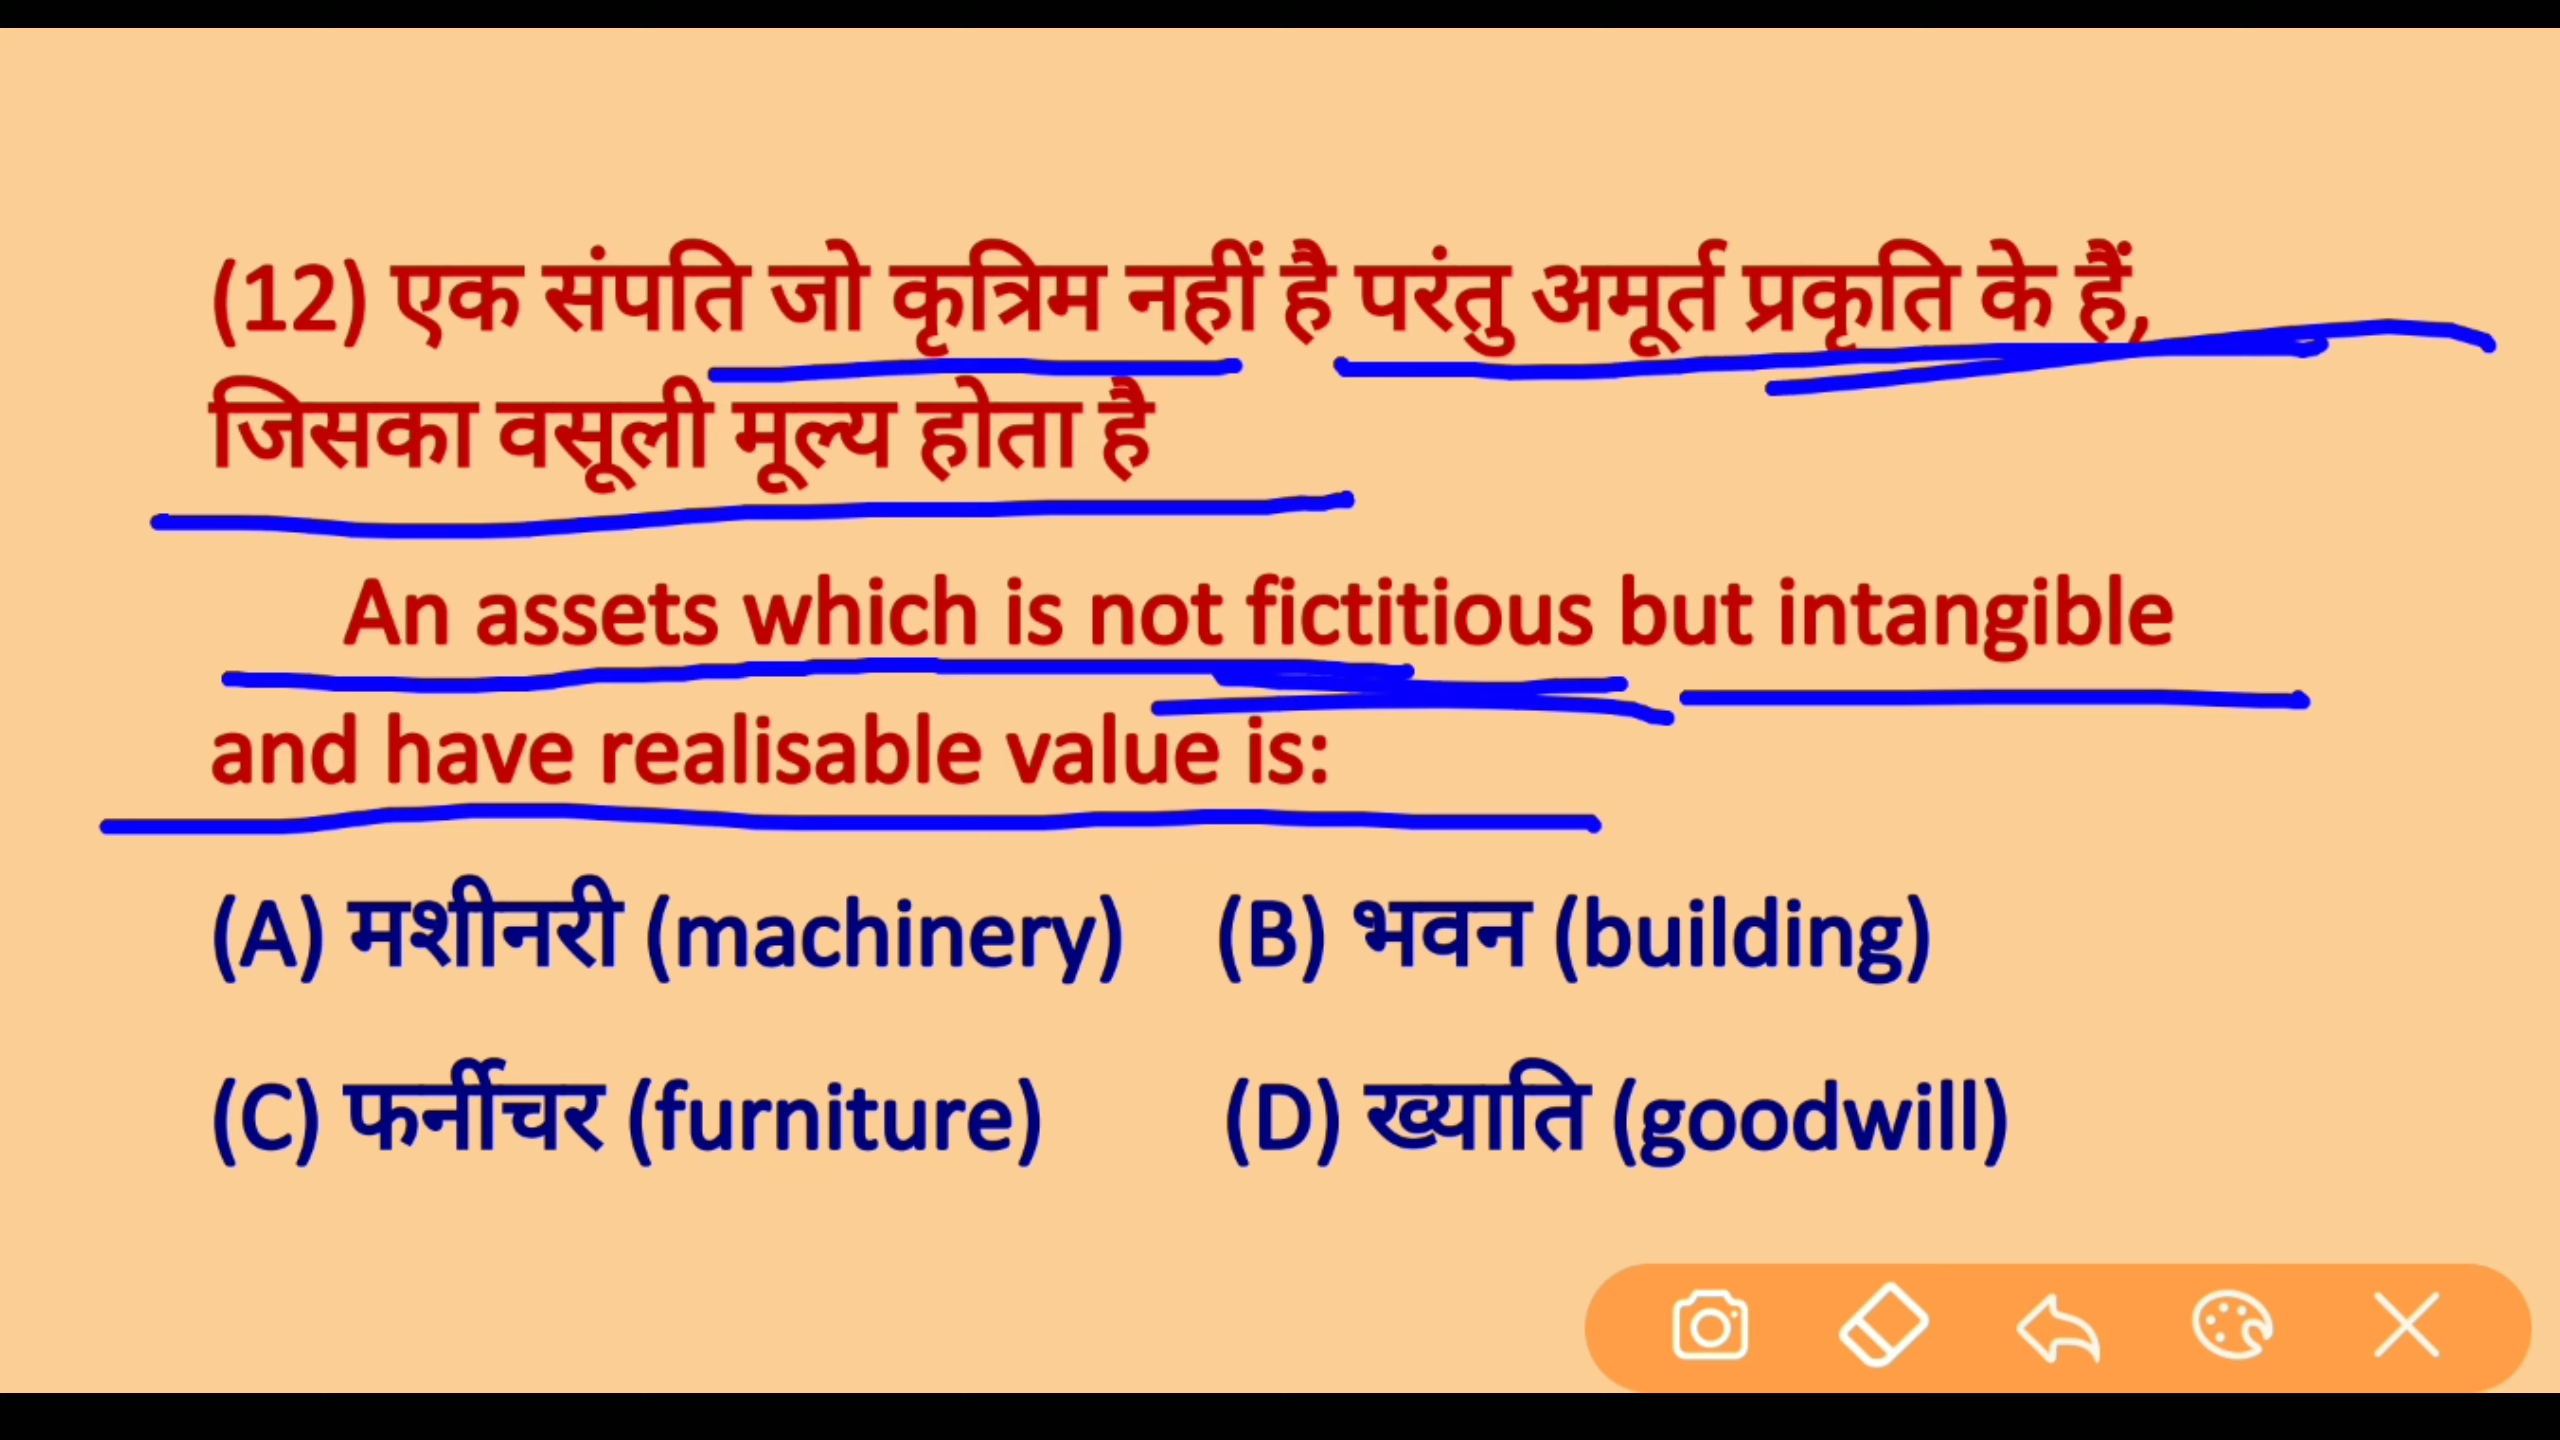 (12) एक संपति जो कृत्रिम नहीं है परंतु अमूर्त प्रकृति के हैं,
जिसका वसूली मूल्य होता है
An assets which is not fictitious but intangible
and have realisable value is:
(A) मशीनरी (machinery) (B) भवन (building)
(C) फर्नीचर (furniture) (D) ख्याति (goodwill)